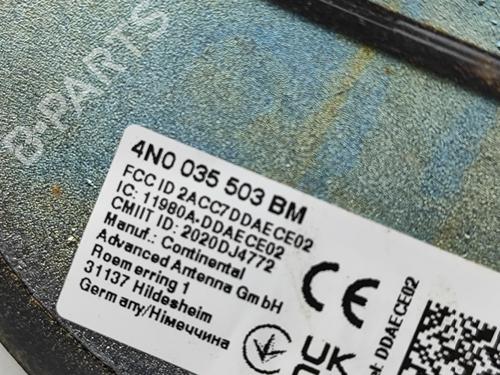 B-PARTS
4N0 035 503 BM
FCC ID 2ACC7DDAECE02
IC: 11980A-DDAECE02
CMIIT ID: 2020DJ4772
Manuf.: Continental
Advanced Antenna GmbH
Roemerring 1
31137 Hildesheim
Germany/Німеччина
CE
UK
DDAECE02